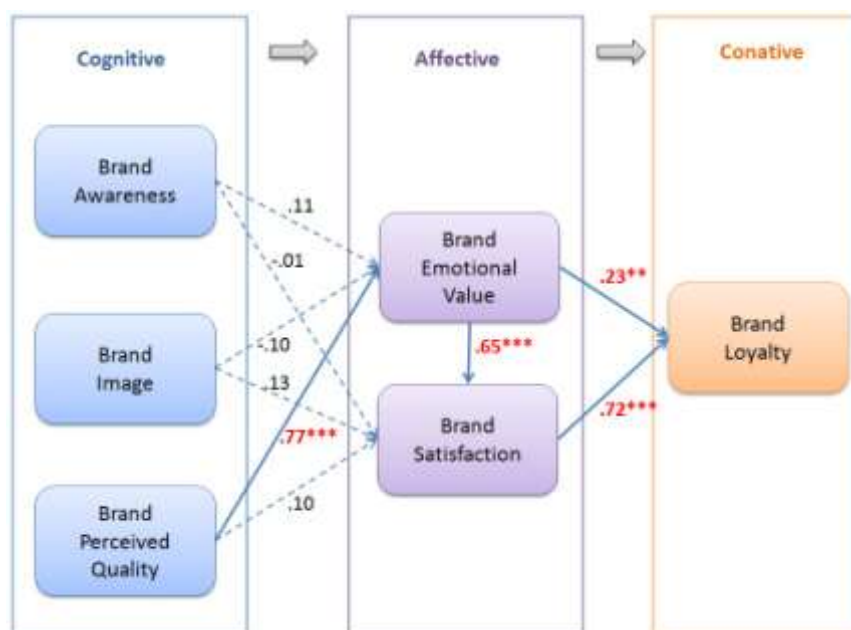 Cognitive
Affective
Conative
Brand
Awareness
Brand
Image
Brand
Perceived
Quality
.11
-.01
-.10
.13
.77***
.10
Brand
Emotional
Value
.65***
Brand
Satisfaction
.23**
.72***
Brand
Loyalty